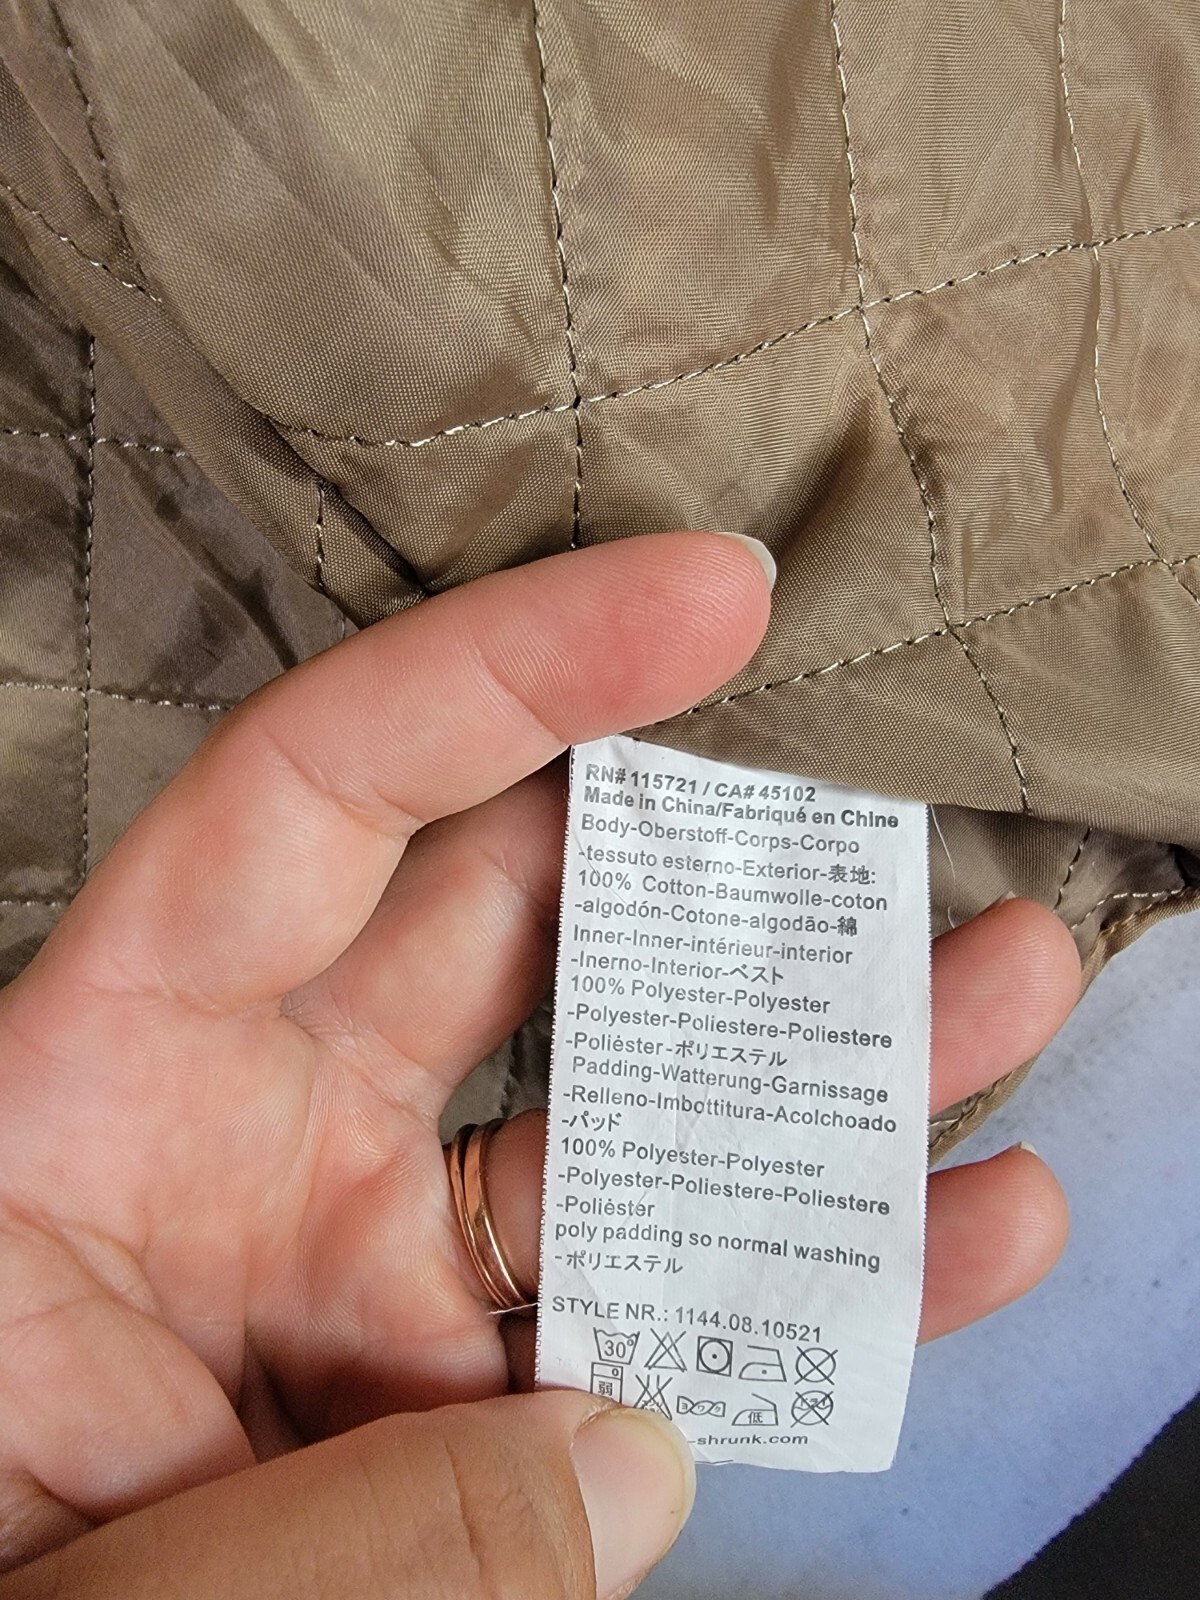 RN# 115721 / CA# 45102
Made in China/Fabriqué en Chine
Body-Oberstoff-Corps-Corpo
-tessuto esterno-Exterior-表地:
100% Cotton-Baumwolle-coton
-algodón-Cotone-algodão-綿
Inner-Inner-intérieur-interior
-Inerno-Interior-ベスト
100% Polyester-Polyester
-Polyester-Poliestere-Poliestere
-Poliéster-ポリエステル
Padding-Watterung-Garnissage
-Relleno-Imbottitura-Acolchoado
-パッド
100% Polyester-Polyester
-Polyester-Poliestere-Poliestere
-Poliéster
poly padding so normal washing
-ポリエステル
STYLE NR.: 1144.08.10521
30°
弱
低
-shrunk.com